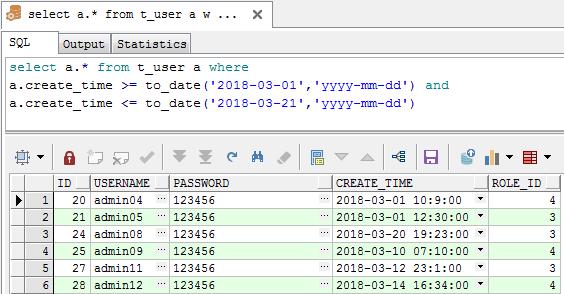 select a.* from t_user a w ...
SQL Output Statistics
select a.* from t_user a where
a.create_time >= to_date('2018-03-01','yyyy-mm-dd') and
a.create_time <= to_date('2018-03-21','yyyy-mm-dd')
ID USERNAME PASSWORD CREATE_TIME ROLE_ID
1 20 admin04 ... 123456 ... 2018-03-01 10:9:00 4
2 21 admin05 ... 123456 ... 2018-03-01 12:30:00 3
3 24 admin08 ... 123456 ... 2018-03-20 19:23:00 3
4 25 admin09 ... 123456 ... 2018-03-10 07:10:00 4
5 27 admin11 ... 123456 ... 2018-03-12 23:1:00 3
6 28 admin12 ... 123456 ... 2018-03-14 16:34:00 4